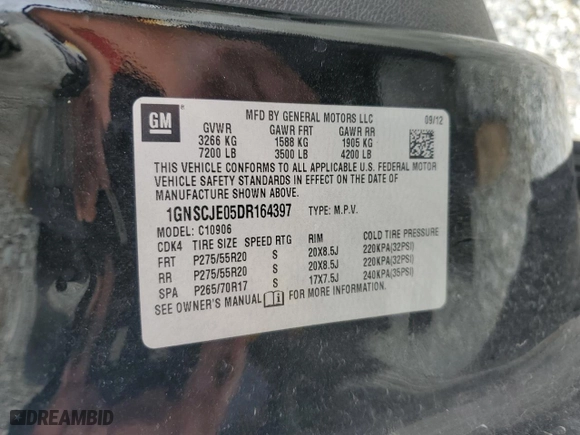 GM
MFD BY GENERAL MOTORS LLC
09/12
GVWR GAWR FRT GAWR RR
3266 KG 1588 KG 1905 KG
7200 LB 3500 LB 4200 LB
THIS VEHICLE CONFORMS TO ALL APPLICABLE U.S. FEDERAL MOTOR
VEHICLE SAFETY STANDARDS IN EFFECT ON THE DATE OF
MANUFACTURE SHOWN ABOVE.
1GNSCJE05DR164397 TYPE: M.P.V.
MODEL: C10906
CDK4 TIRE SIZE SPEED RTG RIM COLD TIRE PRESSURE
FRT P275/55R20 S 20X8.5J 220KPA(32PSI)
RR P275/55R20 S 20X8.5J 220KPA(32PSI)
SPA P265/70R17 S 17X7.5J 240KPA(35PSI)
SEE OWNER'S MANUAL FOR MORE INFORMATION.
DREAMBID